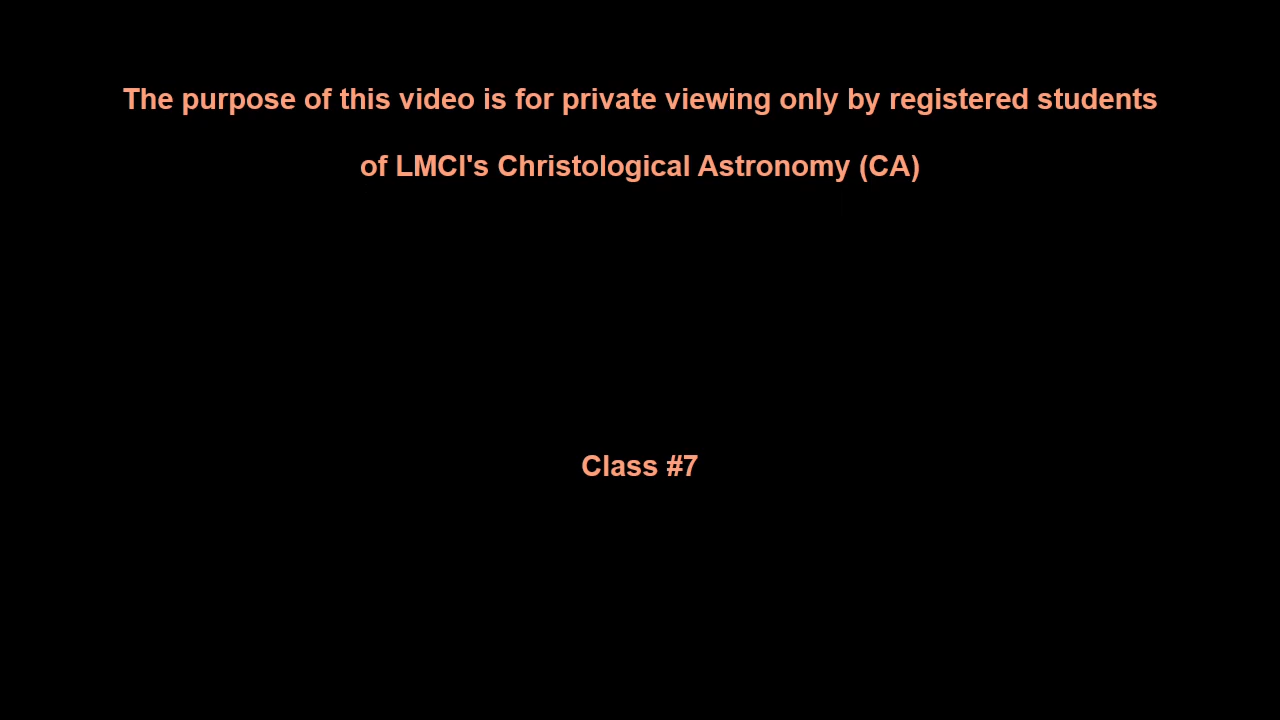 The purpose of this video is for private viewing only by registered students
of LMCI's Christological Astronomy (CA)
Class #7